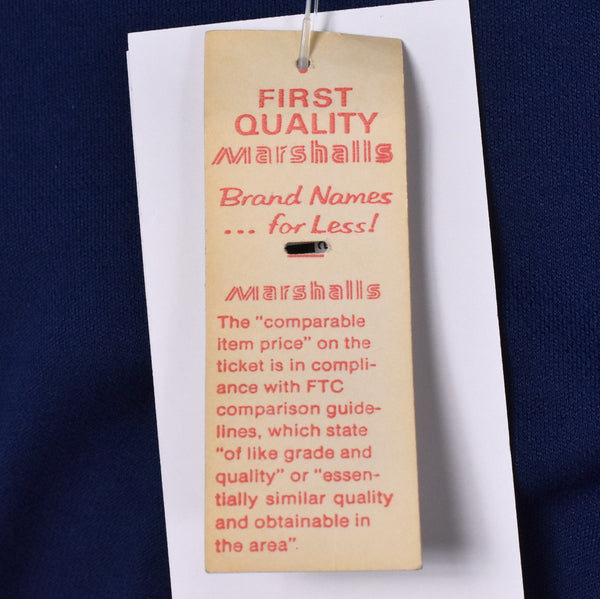 FIRST
QUALITY
Marshalls
Brand Names
... for Less!
Marshalls
The "comparable
item price" on the
ticket is in compli-
ance with FTC
comparison guide-
lines, which state
"of like grade and
quality" or "essen-
tially similar quality
and obtainable in
the area".